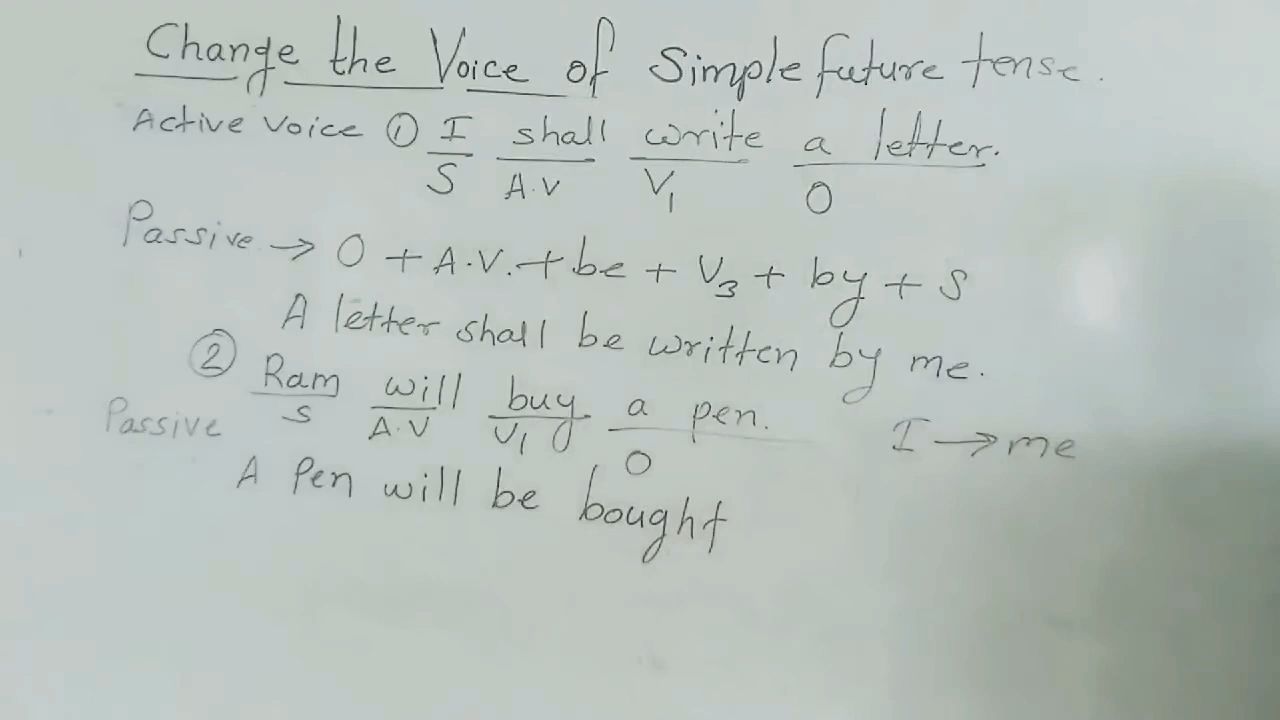 Change the Voice of Simple future tense.
Active Voice ① I shall write a letter.
S A.V V1 O
Passive → O + A.V. + be + V3 + by + S
A letter shall be written by me.
② Ram will buy a pen.
S A.V V1 O
Passive
I → me
A Pen will be bought